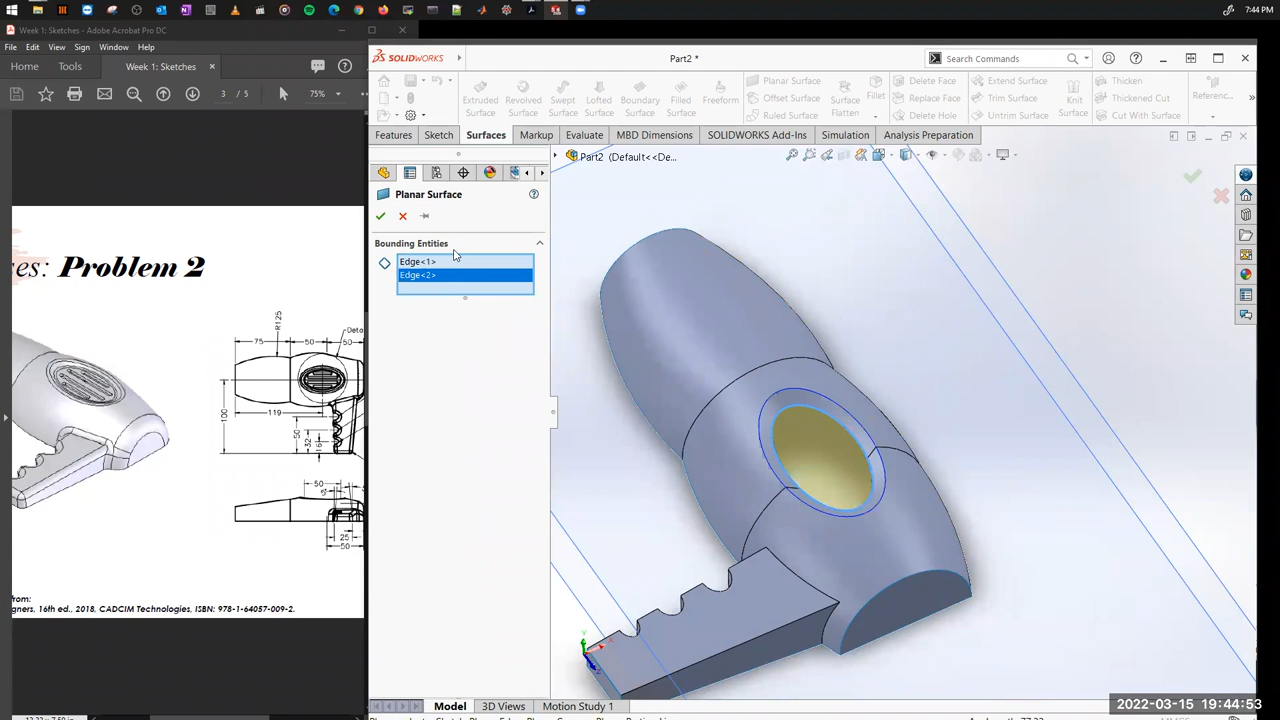 7:44 PM
Week 1: Sketches - Adobe Acrobat Pro DC
File Edit View Sign Window Help
Home Tools Week 1: Sketches
3 / 5 75%
es: Problem 2
R125
75 50 50
Deta
119
100
50
32
16
50
25
50
from:
gners, 16th ed., 2018, CADCIM Technologies, ISBN: 978-1-64057-009-2.
SOLIDWORKS
Part2 *
Search Commands
Extruded Surface
Revolved Surface
Swept Surface
Lofted Surface
Boundary Surface
Filled Surface
Freeform
Planar Surface
Offset Surface
Ruled Surface
Surface Flatten
Fillet
Delete Face
Replace Face
Delete Hole
Extend Surface
Trim Surface
Untrim Surface
Knit Surface
Thicken
Thickened Cut
Cut With Surface
Referenc...
Features Sketch Surfaces Markup Evaluate MBD Dimensions SOLIDWORKS Add-Ins Simulation Analysis Preparation
Part2 (Default<<De...
Planar Surface
Bounding Entities
Edge<1>
Edge<2>
Model 3D Views Motion Study 1
2022-03-15 19:44:53